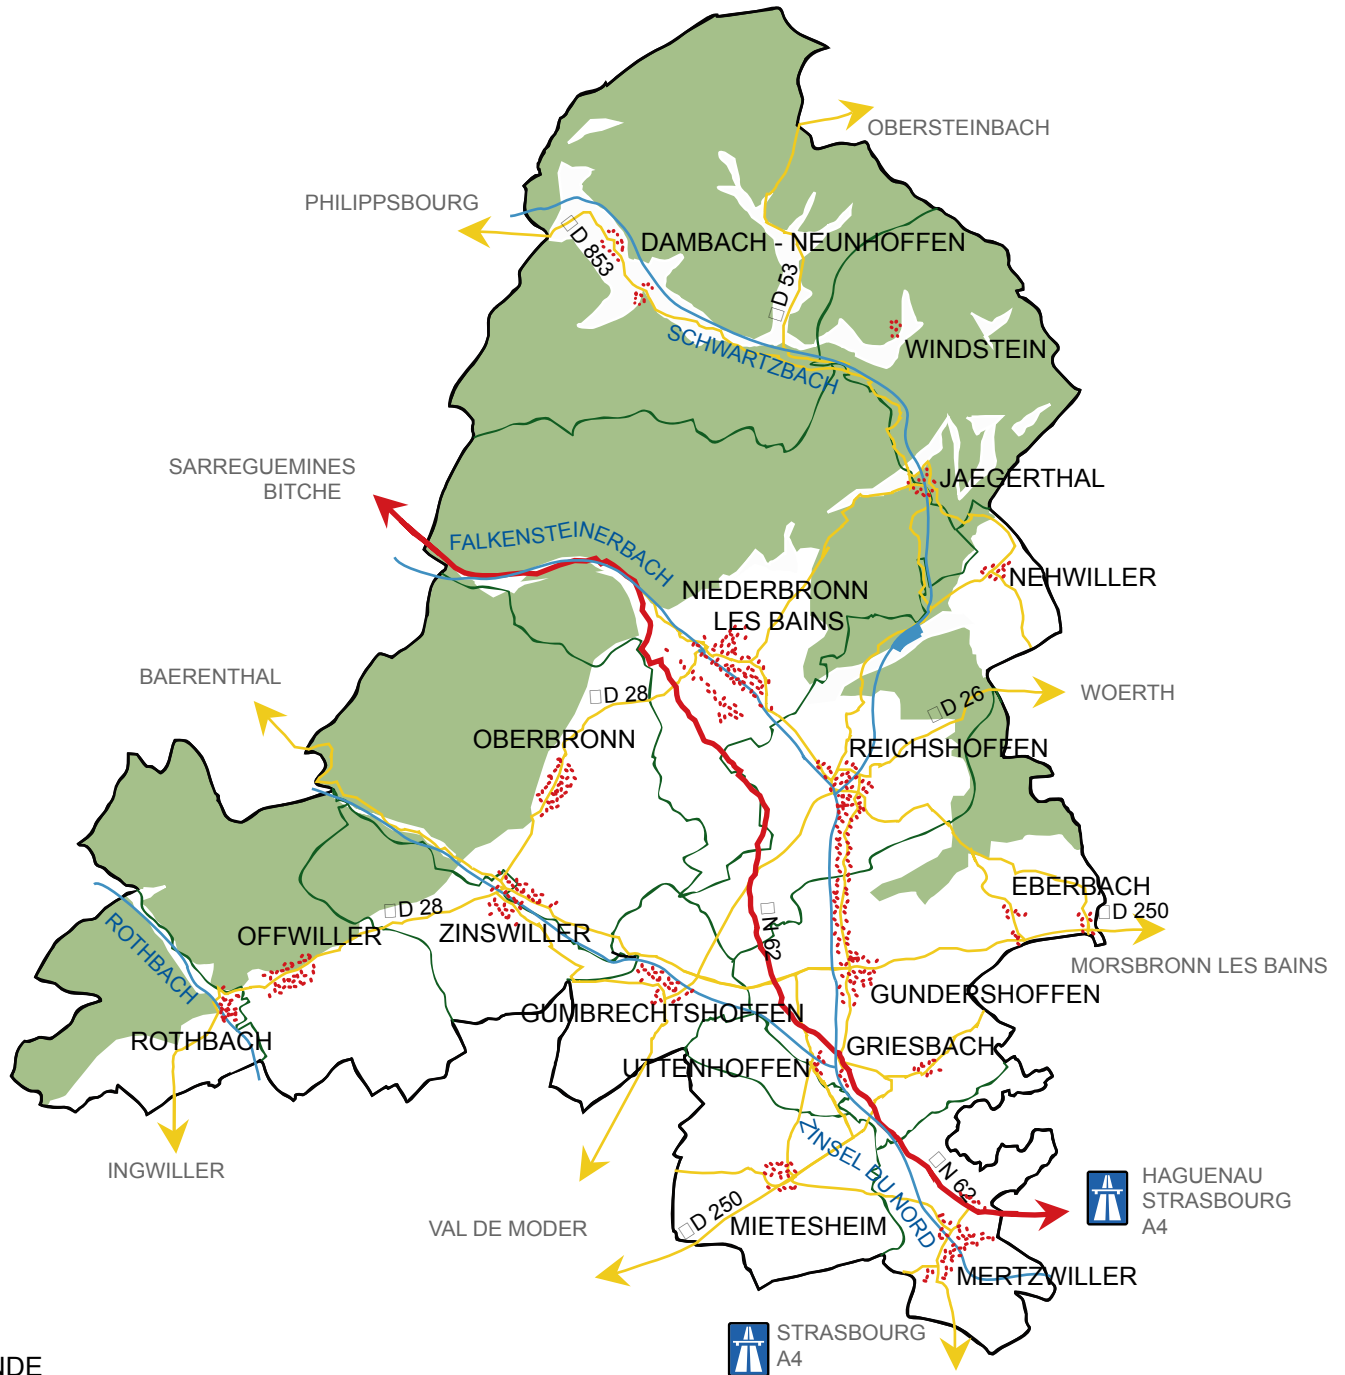 OBERSTEINBACH
PHILIPPSBOURG
D 853
DAMBACH - NEUNHOFFEN
D 53
SCHWARTZBACH
WINDSTEIN
SARREGUEMINES
BITCHE
JAEGERTHAL
FALKENSTEINERBACH
NIEDERBRONN
LES BAINS
NEHWILLER
BAERENTHAL
D 28
D 26
WOERTH
OBERBRONN
REICHSHOFFEN
EBERBACH
D 250
D 28
N 62
ROTHBACH
OFFWILLER
ZINSWILLER
MORSBRONN LES BAINS
GUNDERSHOFFEN
GUMBRECHTSHOFFEN
ROTHBACH
GRIESBACH
UTTENHOFFEN
ZINSEL DU NORD
INGWILLER
N 62
HAGUENAU
STRASBOURG
A4
D 250
VAL DE MODER
MIETESHEIM
MERTZWILLER
STRASBOURG
A4
NDE